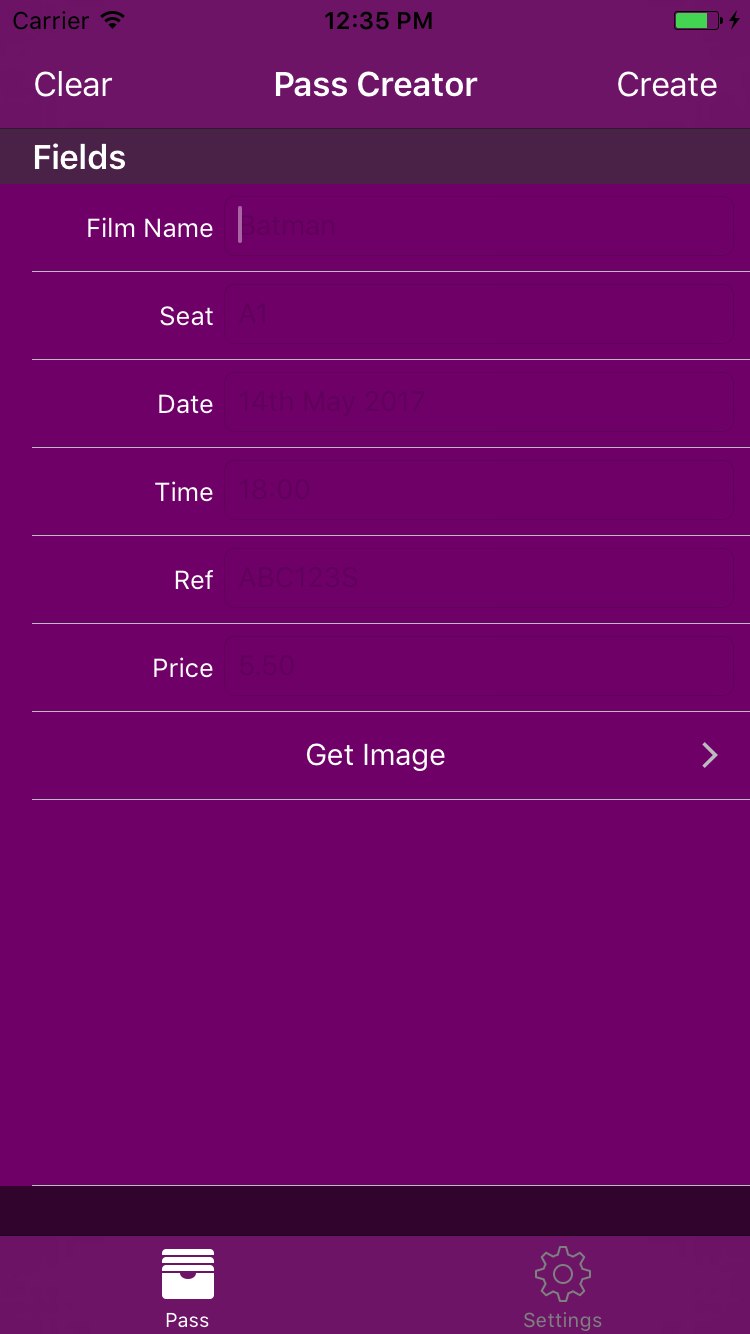 Carrier 12:35 PM
Clear Pass Creator Create
Fields
Film Name Batman
Seat A1
Date 14th May 2017
Time 18:00
Ref ABC123S
Price 5.50
Get Image
Pass Settings